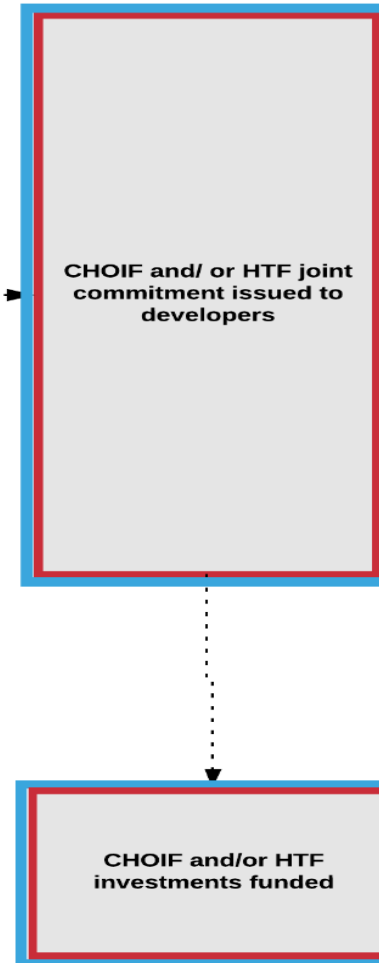 CHOIF and/ or HTF joint
commitment issued to
developers
CHOIF and/or HTF
investments funded